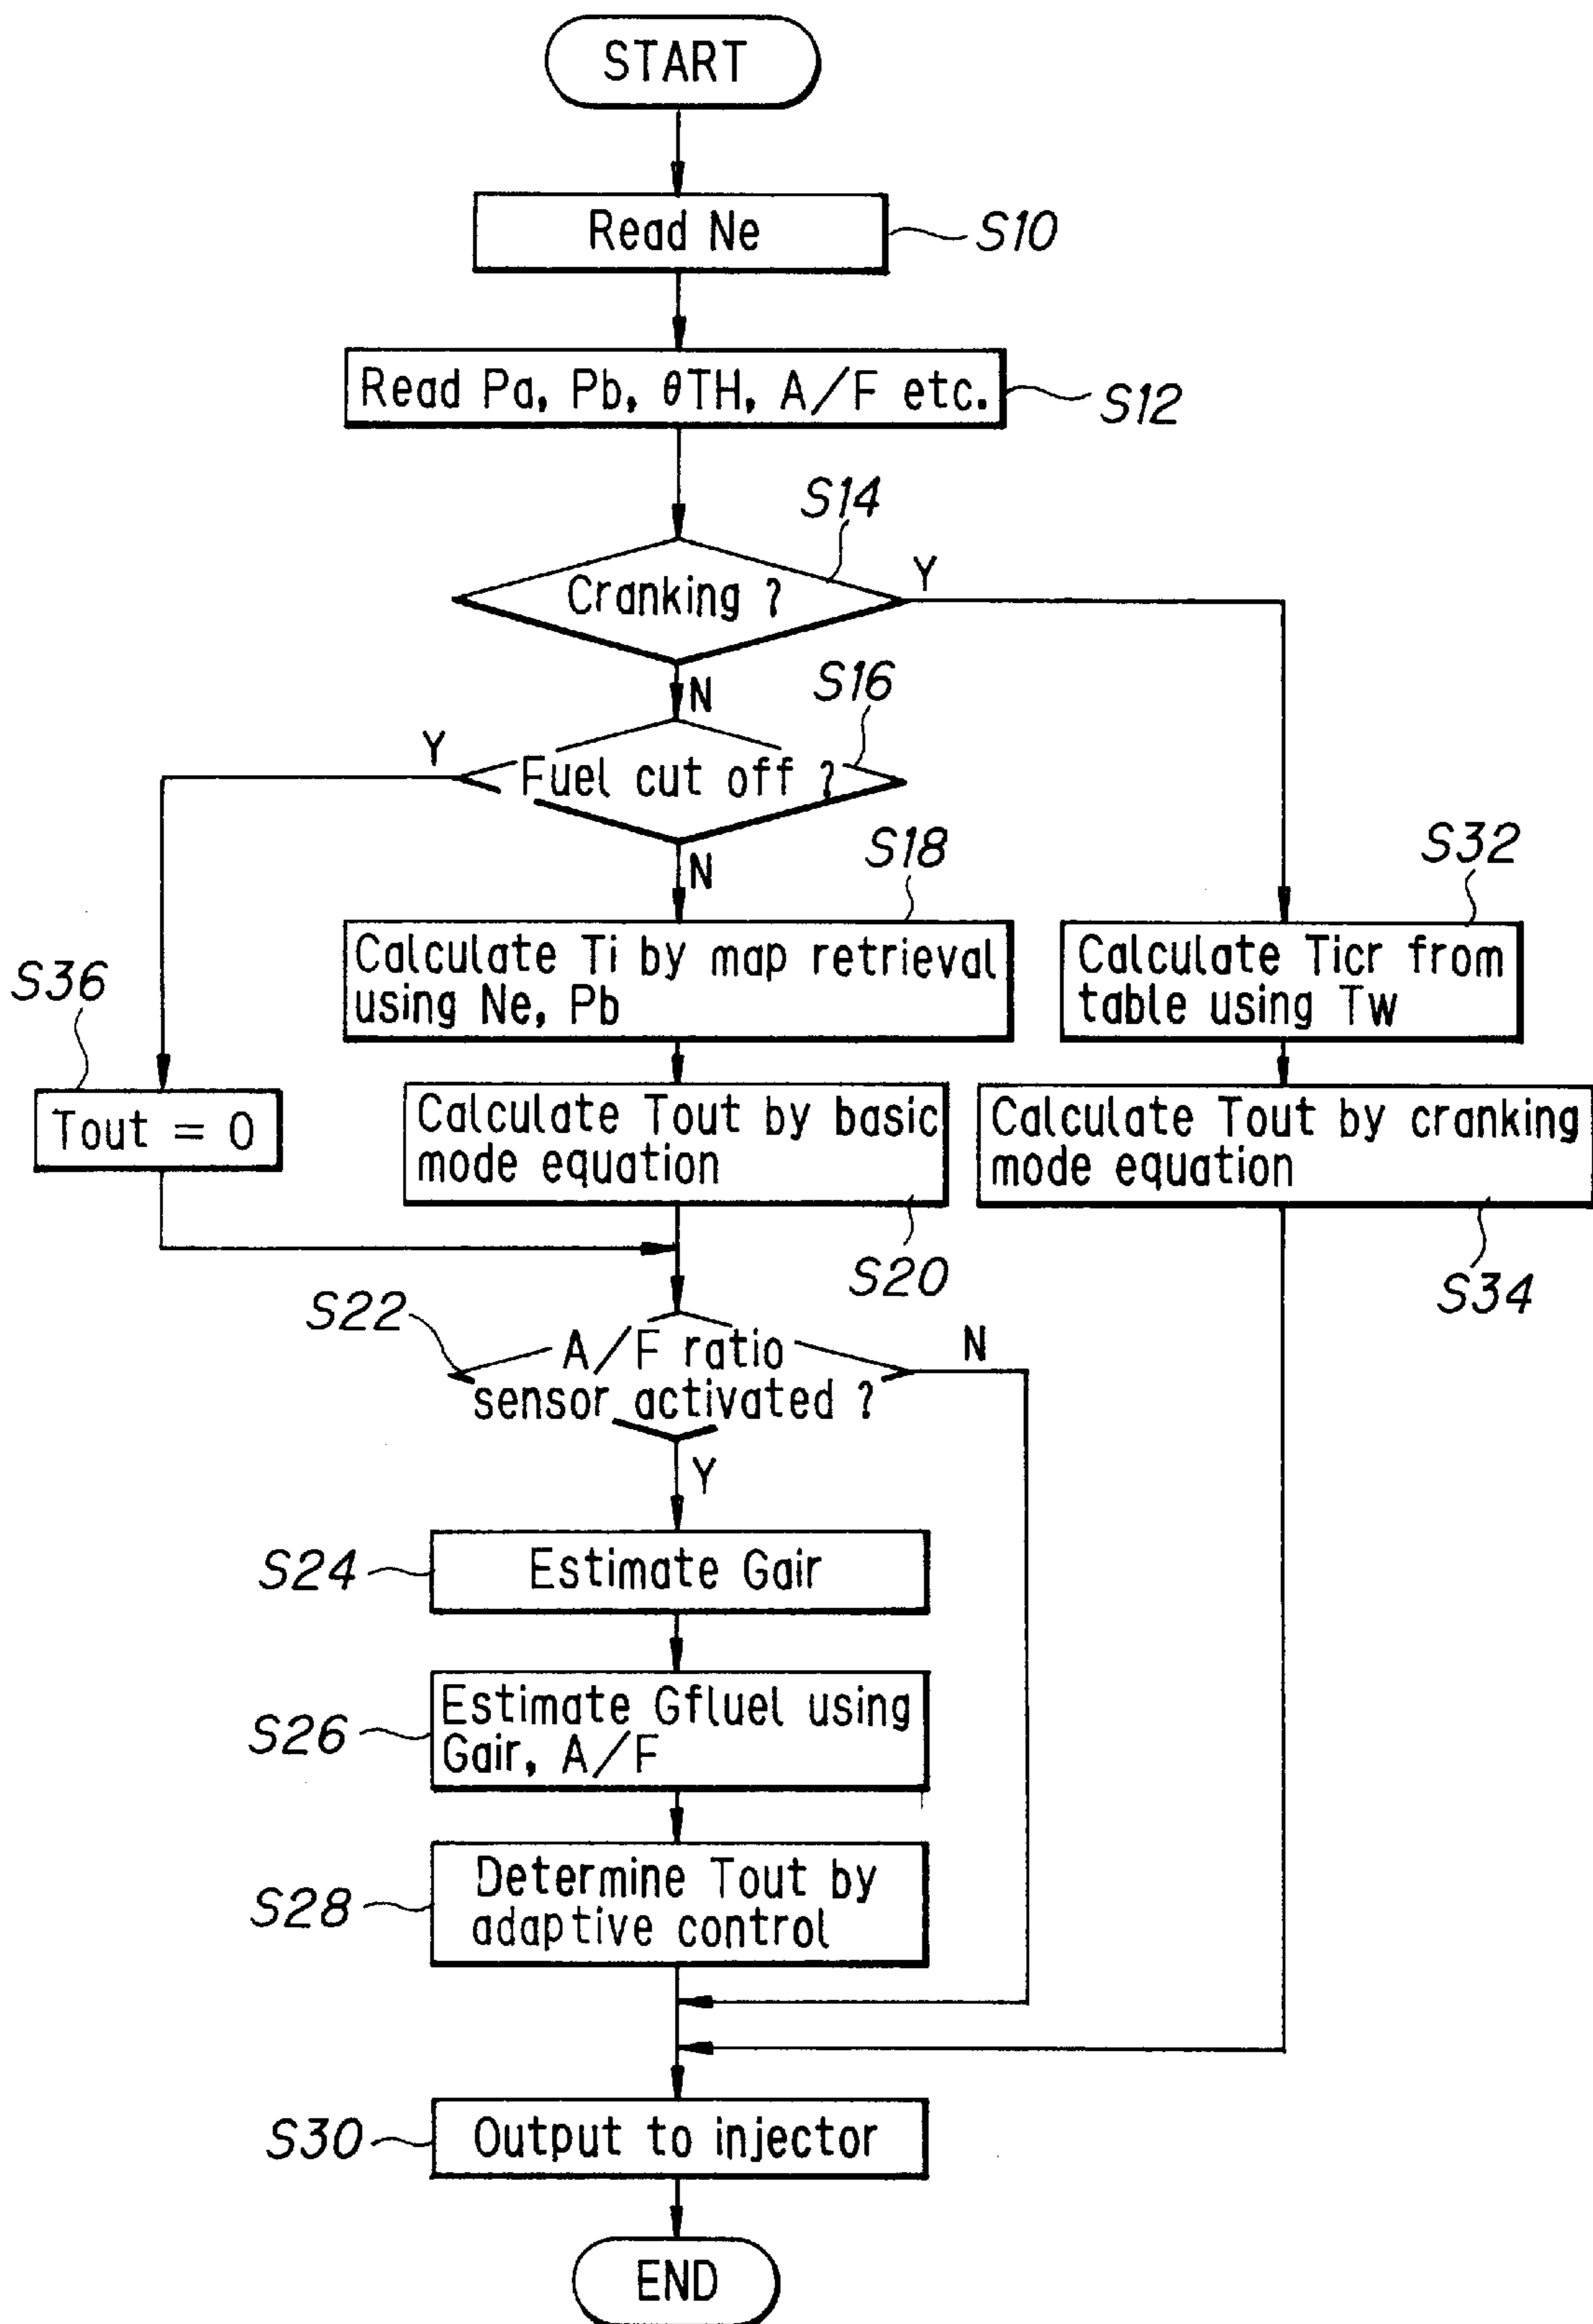 START
Read Ne
S10
Read Pa, Pb, θTH, A/F etc.
S12
S14
Cranking ?
Y
N
S16
Y
Fuel cut off ?
N
S18
S32
Calculate Ti by map retrieval
using Ne, Pb
Calculate Ticr from
table using Tw
S36
Tout = 0
Calculate Tout by basic
mode equation
Calculate Tout by cranking
mode equation
S20
S34
S22
A/F ratio
sensor activated ?
N
Y
S24
Estimate Gair
S26
Estimate Gfluel using
Gair, A/F
S28
Determine Tout by
adaptive control
S30
Output to injector
END